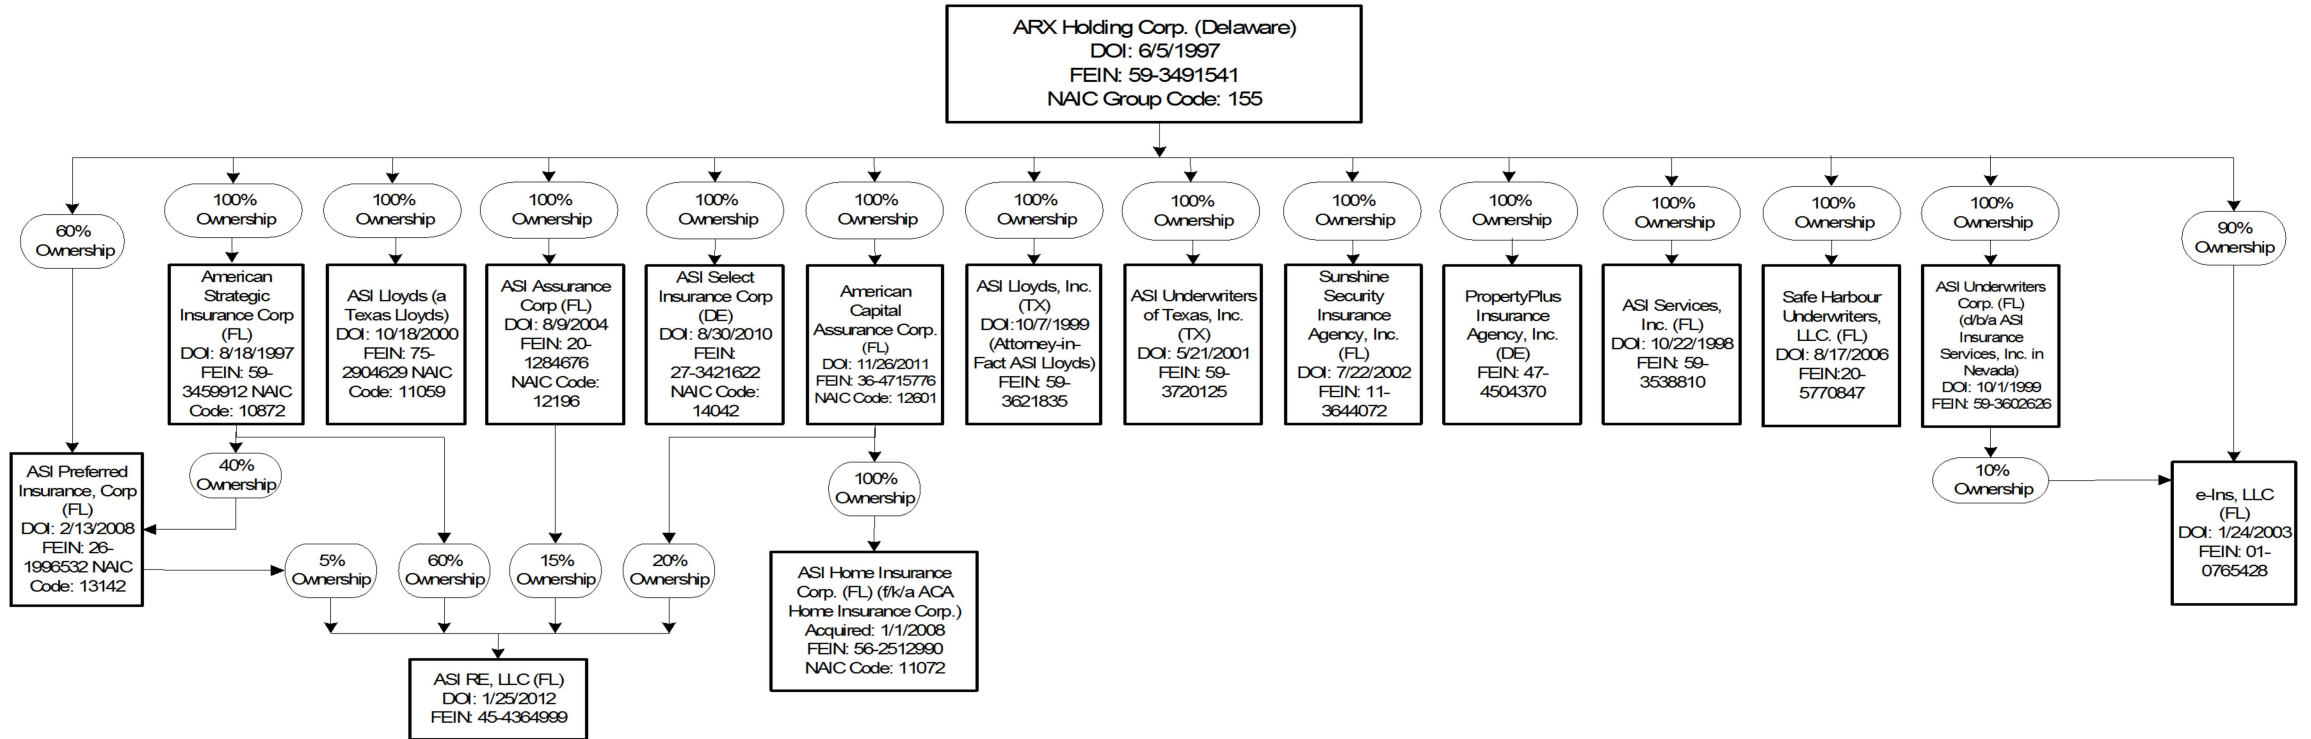 ARX Holding Corp. (Delaware)
DOI: 6/5/1997
FEIN: 59-3491541
NAIC Group Code: 155
60%
Ownership
100%
Ownership
100%
Ownership
100%
Ownership
100%
Ownership
100%
Ownership
100%
Ownership
100%
Ownership
100%
Ownership
100%
Ownership
100%
Ownership
100%
Ownership
100%
Ownership
90%
Ownership
American
Strategic
Insurance Corp
(FL)
DOI: 8/18/1997
FEIN: 59-
3459912 NAIC
Code: 10872
ASI Lloyds (a
Texas Lloyds)
DOI: 10/18/2000
FEIN: 75-
2904629 NAIC
Code: 11059
ASI Assurance
Corp (FL)
DOI: 8/9/2004
FEIN: 20-
1284676
NAIC Code:
12196
ASI Select
Insurance Corp
(DE)
DOI: 8/30/2010
FEIN:
27-3421622
NAIC Code:
14042
American
Capital
Assurance Corp.
(FL)
DOI: 11/26/2011
FEIN: 36-4715776
NAIC Code: 12601
ASI Lloyds, Inc.
(TX)
DOI:10/7/1999
(Attorney-in-
Fact ASI Lloyds)
FEIN: 59-
3621835
ASI Underwriters
of Texas, Inc.
(TX)
DOI: 5/21/2001
FEIN: 59-
3720125
Sunshine
Security
Insurance
Agency, Inc.
(FL)
DOI: 7/22/2002
FEIN: 11-
3644072
PropertyPlus
Insurance
Agency, Inc.
(DE)
FEIN: 47-
4504370
ASI Services,
Inc. (FL)
DOI: 10/22/1998
FEIN: 59-
3538810
Safe Harbour
Underwriters,
LLC. (FL)
DOI: 8/17/2006
FEIN:20-
5770847
ASI Underwriters
Corp. (FL)
(d/b/a ASI
Insurance
Services, Inc. in
Nevada)
DOI: 10/1/1999
FEIN: 59-3602626
ASI Preferred
Insurance, Corp
(FL)
DOI: 2/13/2008
FEIN: 26-
1996532 NAIC
Code: 13142
40%
Ownership
100%
Ownership
10%
Ownership
e-Ins, LLC
(FL)
DOI: 1/24/2003
FEIN: 01-
0765428
5%
Ownership
60%
Ownership
15%
Ownership
20%
Ownership
ASI Home Insurance
Corp. (FL) (f/k/a ACA
Home Insurance Corp.)
Acquired: 1/1/2008
FEIN: 56-2512990
NAIC Code: 11072
ASI RE, LLC (FL)
DOI: 1/25/2012
FEIN: 45-4364999